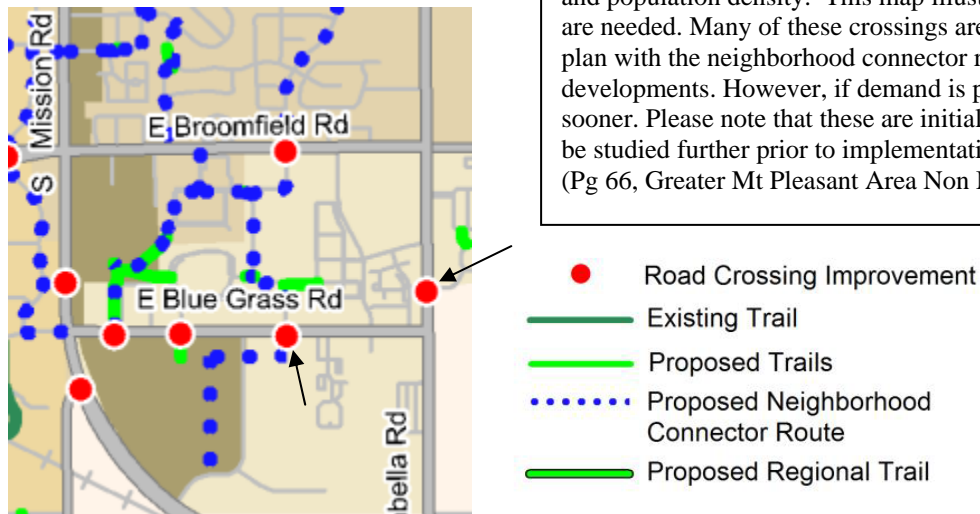 and population density. This map
are needed. Many of these crossings are
plan with the neighborhood connector
developments. However, if demand is
sooner. Please note that these are initial
be studied further prior to
(Pg 66, Greater Mt Pleasant Area Non
S Mission Rd
E Broomfield Rd
E Blue Grass Rd
bella Rd
Road Crossing Improvement
Existing Trail
Proposed Trails
Proposed Neighborhood
Connector Route
Proposed Regional Trail